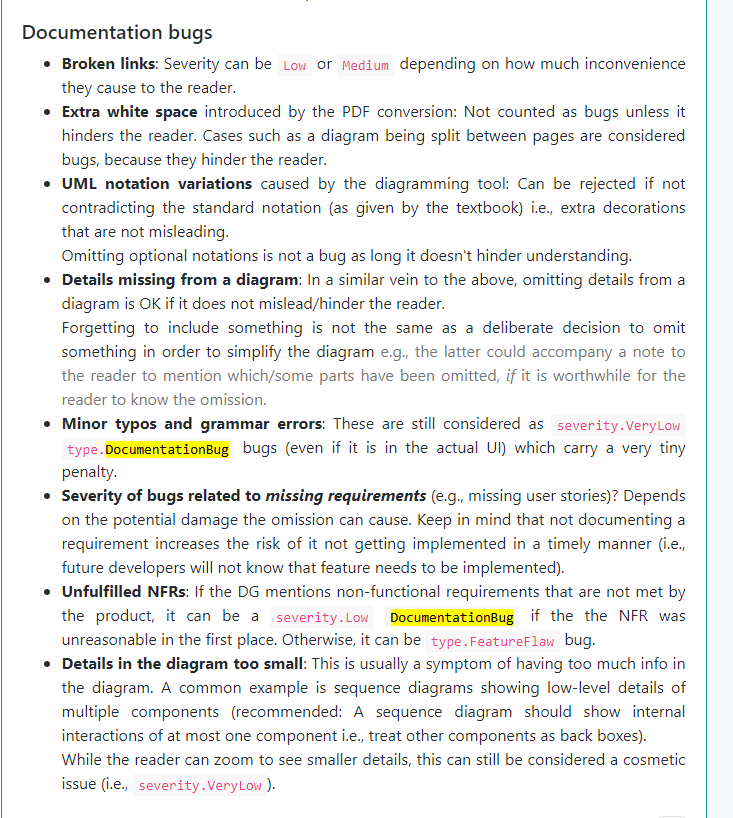 Documentation bugs
• Broken links: Severity can be Low or Medium depending on how much inconvenience
they cause to the reader.
• Extra white space introduced by the PDF conversion: Not counted as bugs unless it
hinders the reader. Cases such as a diagram being split between pages are considered
bugs, because they hinder the reader.
• UML notation variations caused by the diagramming tool: Can be rejected if not
contradicting the standard notation (as given by the textbook) i.e., extra decorations
that are not misleading.
Omitting optional notations is not a bug as long it doesn't hinder understanding.
• Details missing from a diagram: In a similar vein to the above, omitting details from a
diagram is OK if it does not mislead/hinder the reader.
Forgetting to include something is not the same as a deliberate decision to omit
something in order to simplify the diagram e.g., the latter could accompany a note to
the reader to mention which/some parts have been omitted, if it is worthwhile for the
reader to know the omission.
• Minor typos and grammar errors: These are still considered as severity.VeryLow
type.DocumentationBug bugs (even if it is in the actual UI) which carry a very tiny
penalty.
• Severity of bugs related to missing requirements (e.g., missing user stories)? Depends
on the potential damage the omission can cause. Keep in mind that not documenting a
requirement increases the risk of it not getting implemented in a timely manner (i.e.,
future developers will not know that feature needs to be implemented).
• Unfulfilled NFRs: If the DG mentions non-functional requirements that are not met by
the product, it can be a severity.Low DocumentationBug if the the NFR was
unreasonable in the first place. Otherwise, it can be type.FeatureFlaw bug.
• Details in the diagram too small: This is usually a symptom of having too much info in
the diagram. A common example is sequence diagrams showing low-level details of
multiple components (recommended: A sequence diagram should show internal
interactions of at most one component i.e., treat other components as back boxes).
While the reader can zoom to see smaller details, this can still be considered a cosmetic
issue (i.e., severity.VeryLow ).